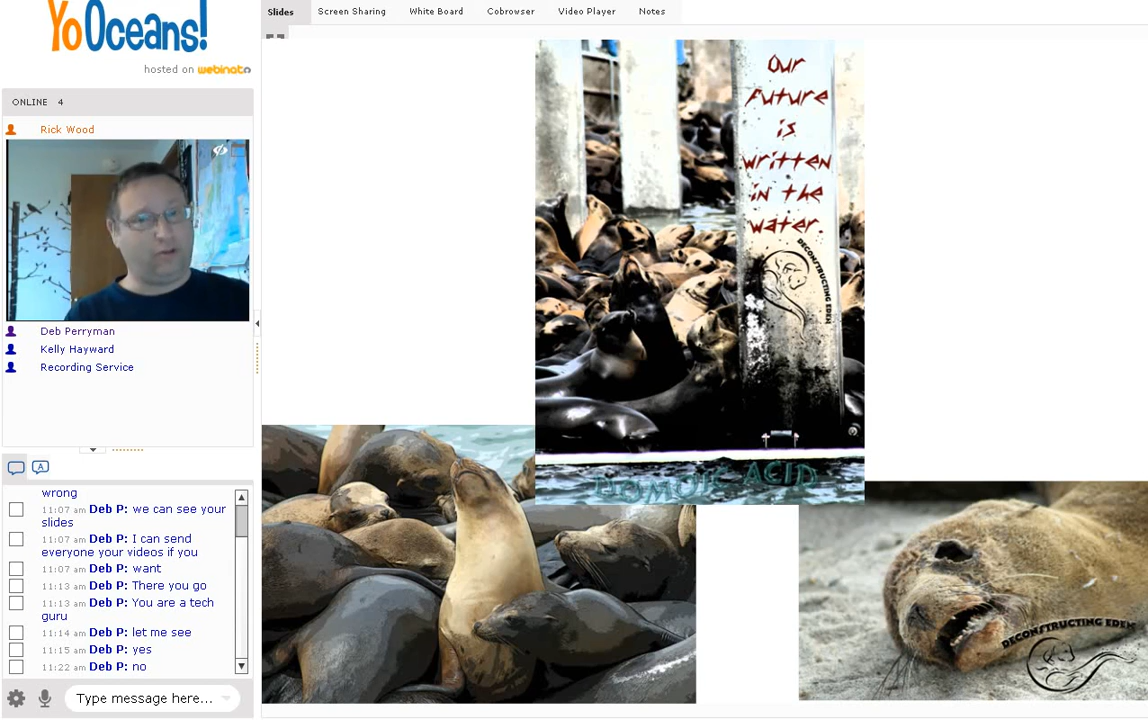 YoOceans!
hosted on webinato
ONLINE 4
Rick Wood
Deb Perryman
Kelly Hayward
Recording Service
wrong
11:07 am Deb P: we can see your
slides
11:07 am Deb P: I can send
everyone your videos if you
11:07 am Deb P: want
11:13 am Deb P: There you go
11:13 am Deb P: You are a tech
guru
11:14 am Deb P: let me see
11:15 am Deb P: yes
11:22 am Deb P: no
Type message here...
Slides Screen Sharing White Board Cobrowser Video Player Notes
Our
future
is
written
in the
water.
DECONSTRUCTING EDEN
DOMOIC ACID
DECONSTRUCTING EDEN